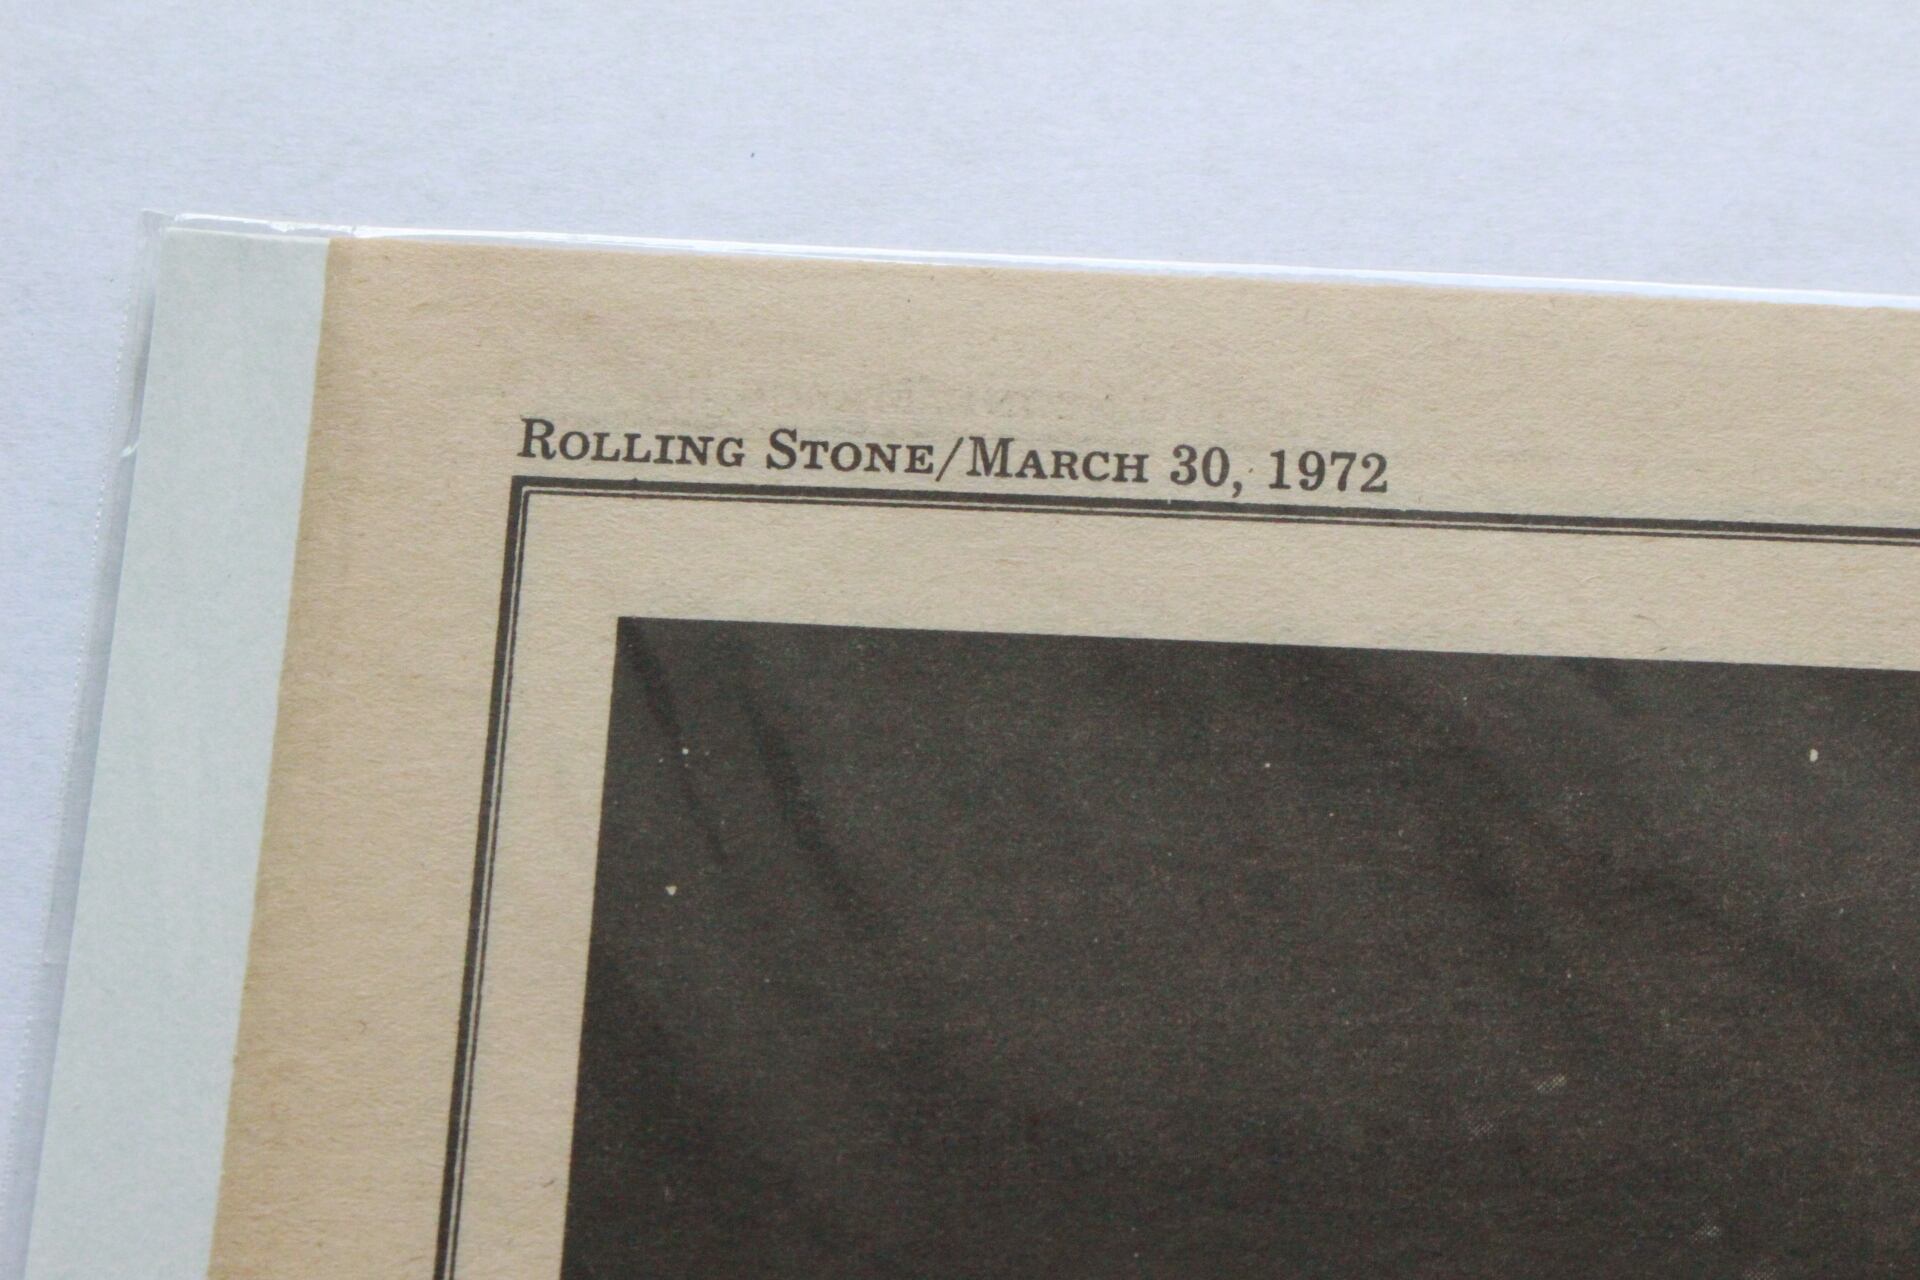 ROLLING STONE/MARCH 30, 1972